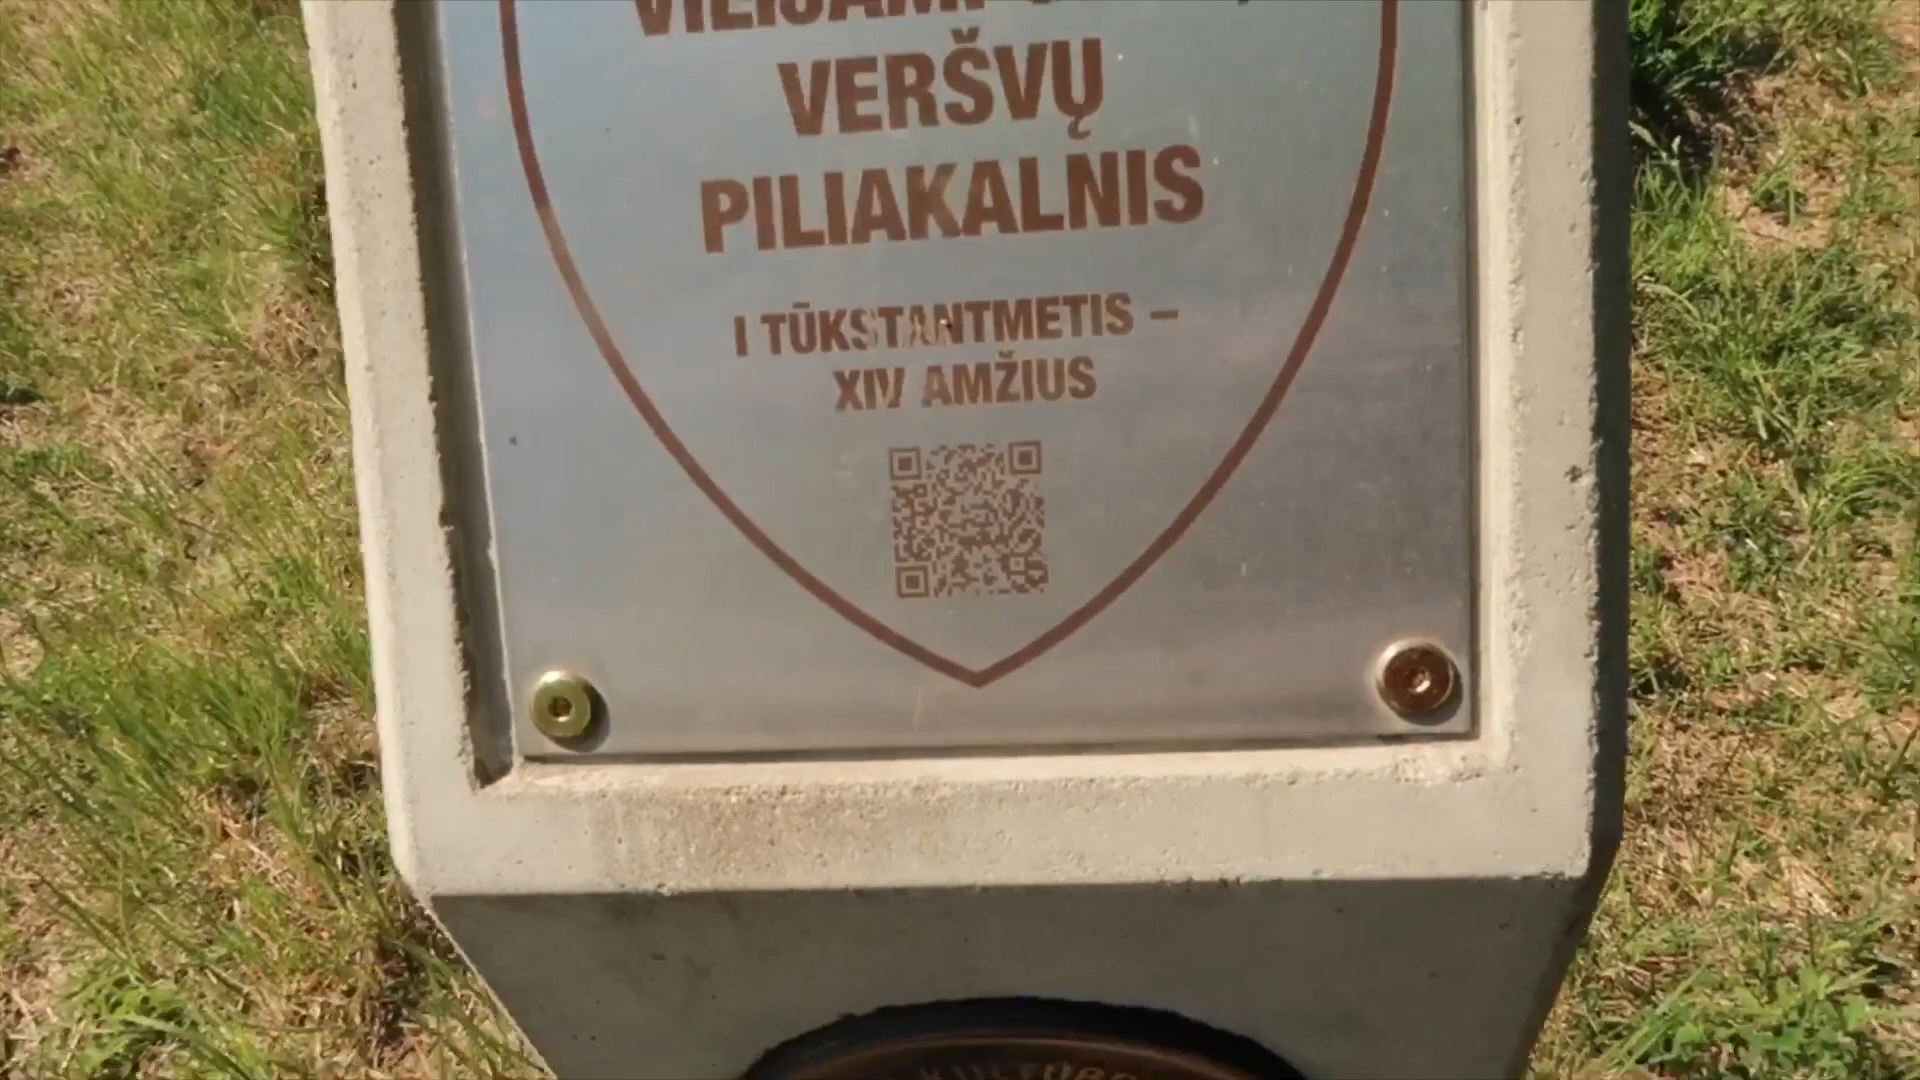 VERŠVŲ
PILIAKALNIS
I TŪKSTANTMETIS –
XIV AMŽIUS